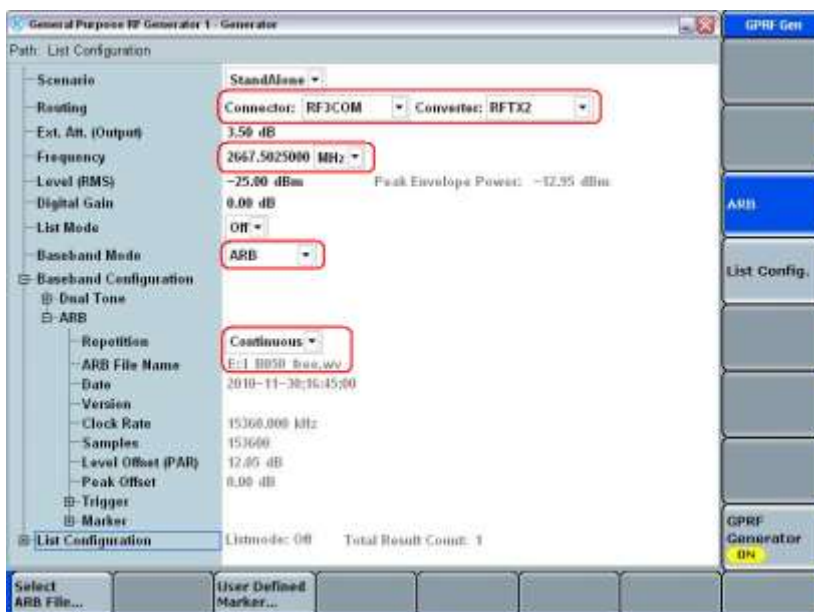 General Purpose RF Generator 1 - Generator
GPRF Gen
Path: List Configuration
Scenario StandAlone
Routing Connector: RF3COM Converter: RFTX2
Ext. Att. (Output) 3.50 dB
Frequency 2667.5025000 MHz
Level (RMS) -25.00 dBm Peak Envelope Power: -12.95 dBm
Digital Gain 0.00 dB
List Mode Off
Baseband Mode ARB
Baseband Configuration
Dual Tone
ARB
Repetition Continuous
ARB File Name
Date 2010-11-30;16:45:00
Version
Clock Rate 15360.000 kHz
Samples 153600
Level Offset (PAR) 12.05 dB
Peak Offset 0.00 dB
Trigger
Marker
List Configuration Listmode: Off Total Result Count: 1
ARB
List Config.
GPRF
Generator
ON
Select
ARB File...
User Defined
Marker...